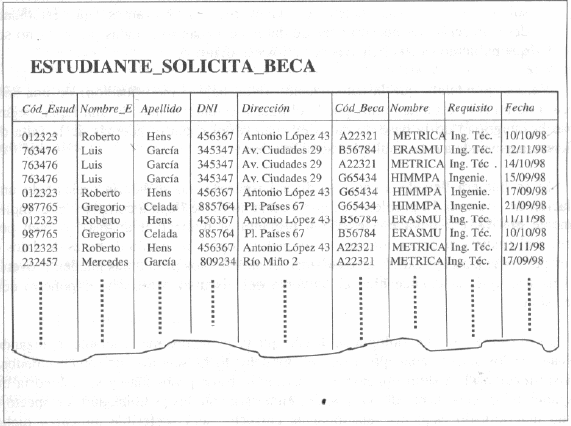 ESTUDIANTE_SOLICITA_BECA
Cód_Estud Nombre_E Apellido DNI Dirección Cód_Beca Nombre Requisito Fecha
012323 Roberto Hens 456367 Antonio López 43 A22321 METRICA Ing. Téc. 10/10/98
763476 Luis García 345347 Av. Ciudades 29 B56784 ERASMU Ing. Téc. 12/11/98
763476 Luis García 345347 Av. Ciudades 29 A22321 METRICA Ing. Téc . 14/10/98
763476 Luis García 345347 Av. Ciudades 29 G65434 HIMMPA Ingenie. 15/09/98
012323 Roberto Hens 456367 Antonio López 43 G65434 HIMMPA Ingenie. 17/09/98
987765 Gregorio Celada 885764 Pl. Países 67 G65434 HIMMPA Ingenie. 21/09/98
012323 Roberto Hens 456367 Antonio López 43 B56784 ERASMU Ing. Téc. 11/11/98
987765 Gregorio Celada 885764 Pl. Países 67 B56784 ERASMU Ing. Téc. 10/10/98
012323 Roberto Hens 456367 Antonio López 43 A22321 METRICA Ing. Téc. 12/11/98
232457 Mercedes García 809234 Río Miño 2 A22321 METRICA Ing. Téc. 17/09/98